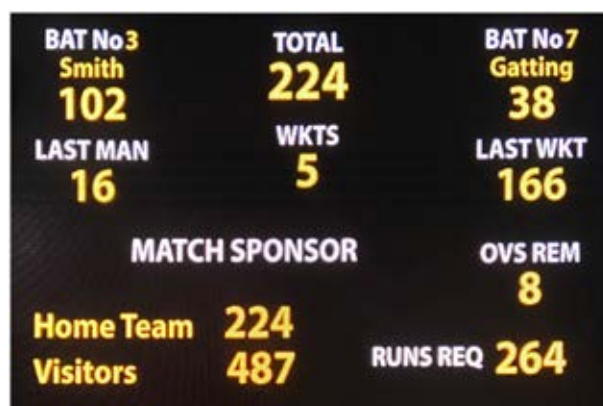 BAT No3 TOTAL BAT No7
Smith 224 Gatting
102 38
LAST MAN WKTS LAST WKT
16 5 166
MATCH SPONSOR OVS REM
8
Home Team 224
Visitors 487 RUNS REQ 264